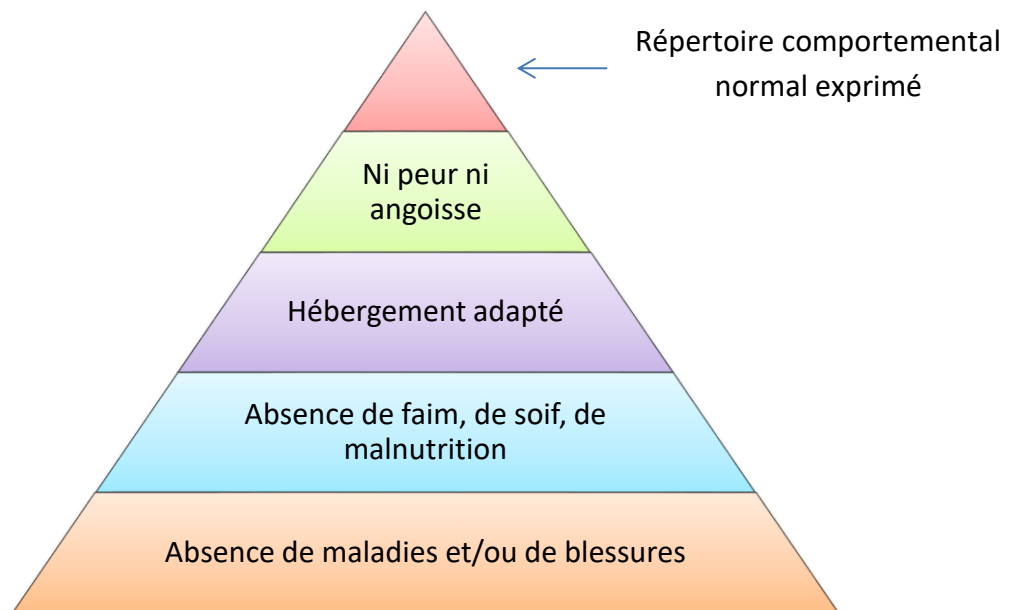 Répertoire comportemental
normal exprimé
Ni peur ni
angoisse
Hébergement adapté
Absence de faim, de soif, de
malnutrition
Absence de maladies et/ou de blessures